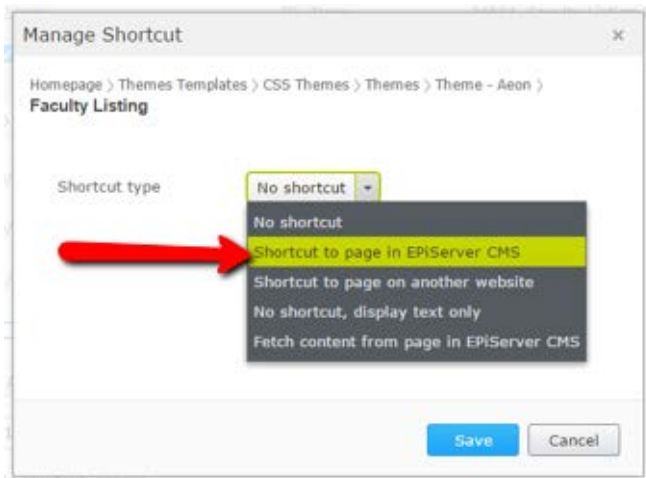 Manage Shortcut ×
Homepage > Themes Templates > CSS Themes > Themes > Theme - Aeon >
Faculty Listing
Shortcut type No shortcut
No shortcut
Shortcut to page in EPiServer CMS
Shortcut to page on another website
No shortcut, display text only
Fetch content from page in EPiServer CMS
Save Cancel